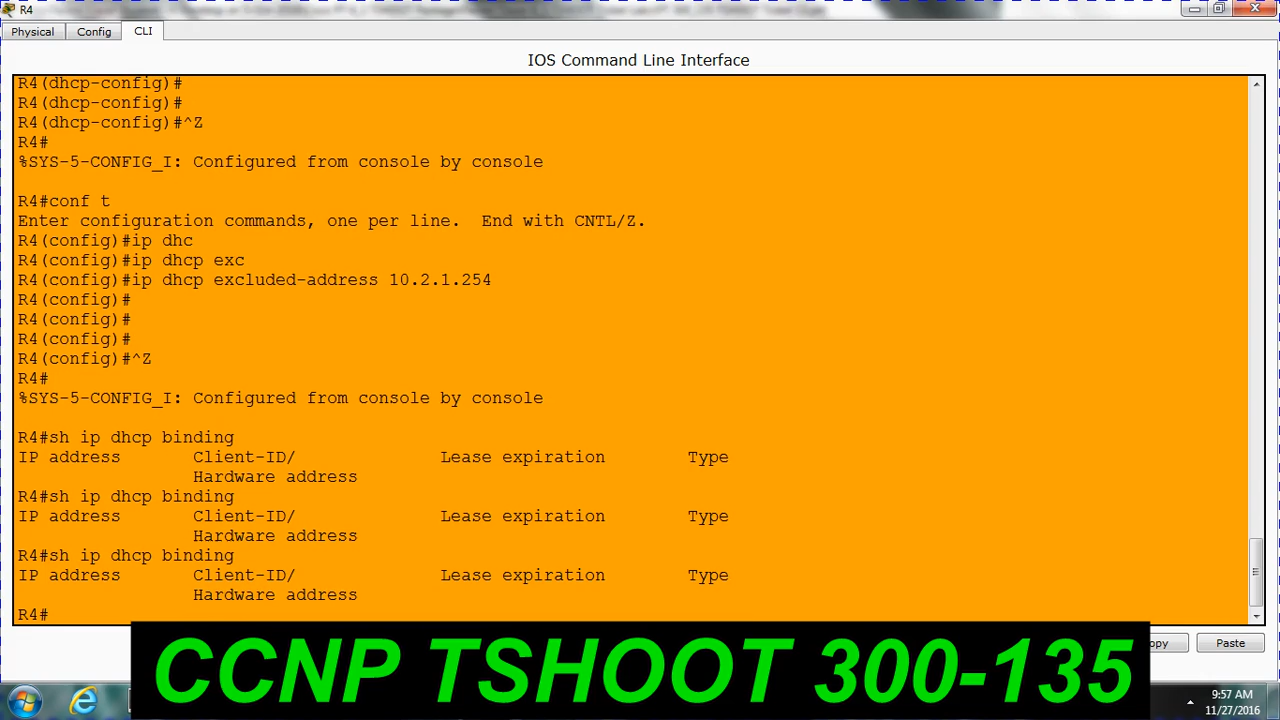 R4
Physical Config CLI
IOS Command Line Interface
R4(dhcp-config)#
R4(dhcp-config)#
R4(dhcp-config)#^Z
R4#
%SYS-5-CONFIG_I: Configured from console by console
R4#conf t
Enter configuration commands, one per line.  End with CNTL/Z.
R4(config)#ip dhc
R4(config)#ip dhcp exc
R4(config)#ip dhcp excluded-address 10.2.1.254
R4(config)#
R4(config)#
R4(config)#
R4(config)#^Z
R4#
%SYS-5-CONFIG_I: Configured from console by console
R4#sh ip dhcp binding
IP address       Client-ID/              Lease expiration        Type
                 Hardware address
R4#sh ip dhcp binding
IP address       Client-ID/              Lease expiration        Type
                 Hardware address
R4#sh ip dhcp binding
IP address       Client-ID/              Lease expiration        Type
                 Hardware address
R4#
opy Paste
CCNP TSHOOT 300-135
9:57 AM
11/27/2016